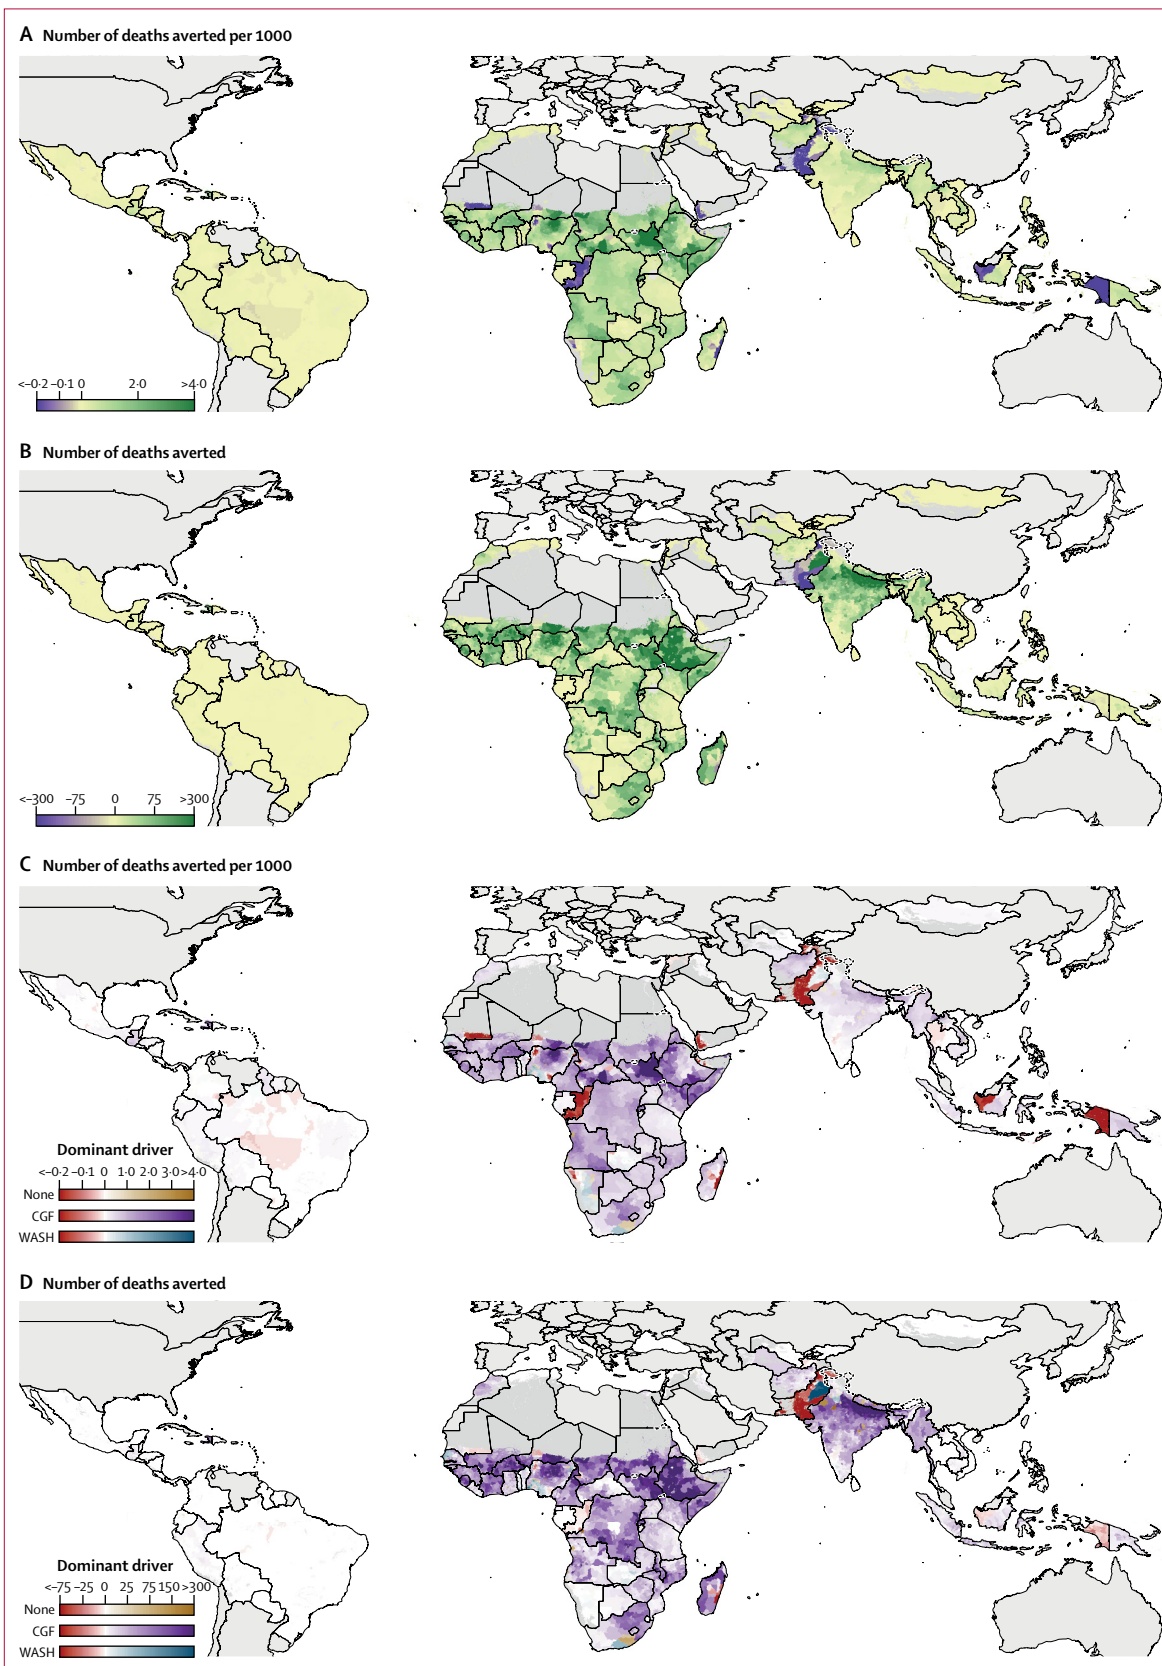 A Number of deaths averted per 1000
<–0·2 –0·1 0 2·0 >4·0
B Number of deaths averted
<–300 –75 0 75 >300
C Number of deaths averted per 1000
Dominant driver
<–0·2 –0·1 0 1·0 2·0 3·0 >4·0
None
CGF
WASH
D Number of deaths averted
Dominant driver
<–75 –25 0 25 75 150 >300
None
CGF
WASH